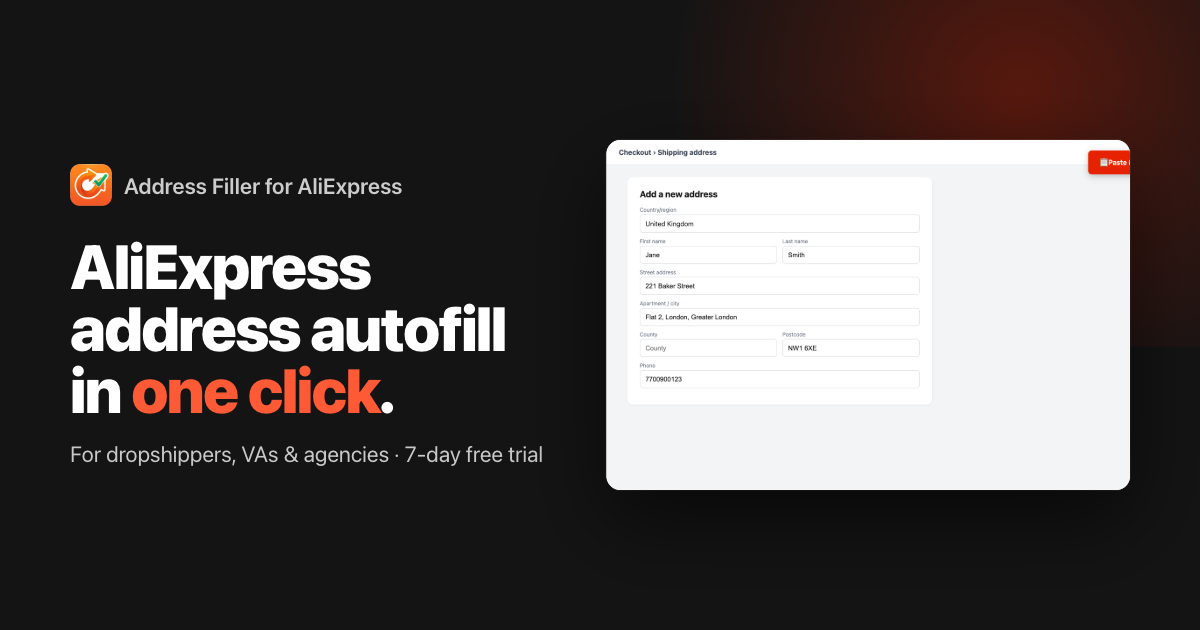 Address Filler for AliExpress
AliExpress
address autofill
in one click.
For dropshippers, VAs & agencies · 7-day free trial
Checkout › Shipping address
Paste
Add a new address
Country/region
United Kingdom
First name
Last name
Jane
Smith
Street address
221 Baker Street
Apartment / city
Flat 2, London, Greater London
County
Postcode
County
NW1 6XE
Phone
7700900123